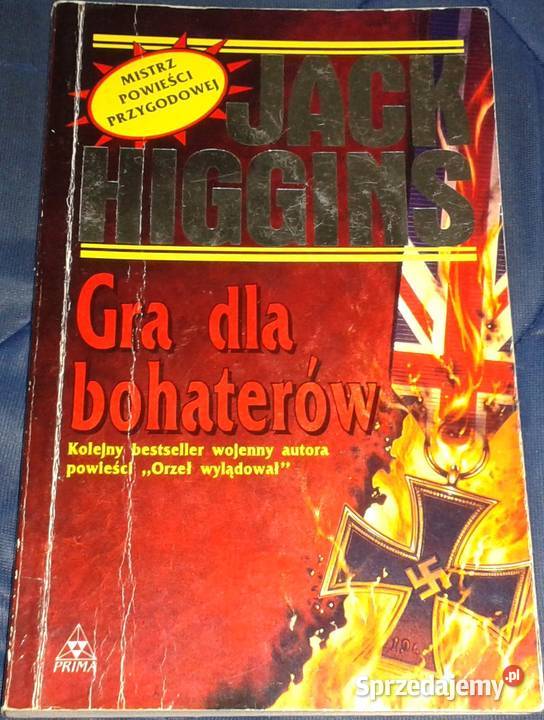 MISTRZ
POWIEŚCI
PRZYGODOWEJ
JACK
HIGGINS
Gra dla
bohaterów
Kolejny bestseller wojenny autora
powieści „Orzeł wylądował"
PRIMA
Sprzedajemy.pl